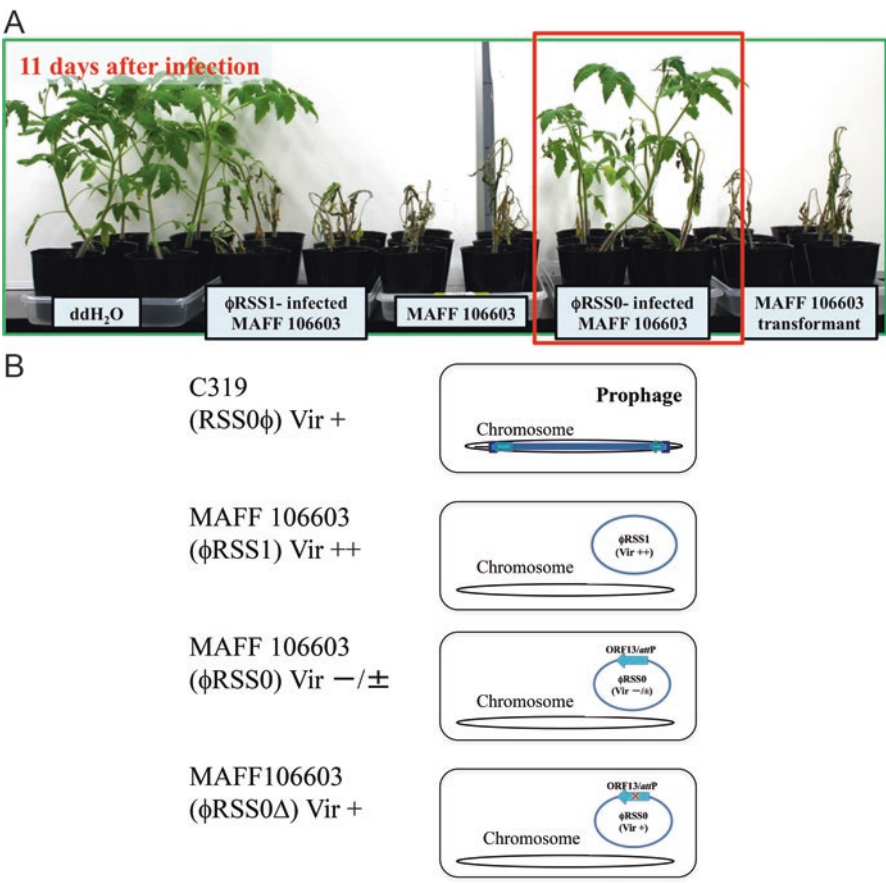 A
11 days after infection
ddH₂O
ϕRSS1- infected
MAFF 106603
MAFF 106603
ϕRSS0- infected
MAFF 106603
MAFF 106603
transformant
B
C319
(RSS0ϕ) Vir +
Prophage
Chromosome
MAFF 106603
(ϕRSS1) Vir ++
ϕRSS1
(Vir ++)
Chromosome
MAFF 106603
(ϕRSS0) Vir −/±
ORF13/attP
ϕRSS0
(Vir −/±)
Chromosome
MAFF106603
(ϕRSS0Δ) Vir +
ORF13/attP
ϕRSS0
(Vir +)
Chromosome